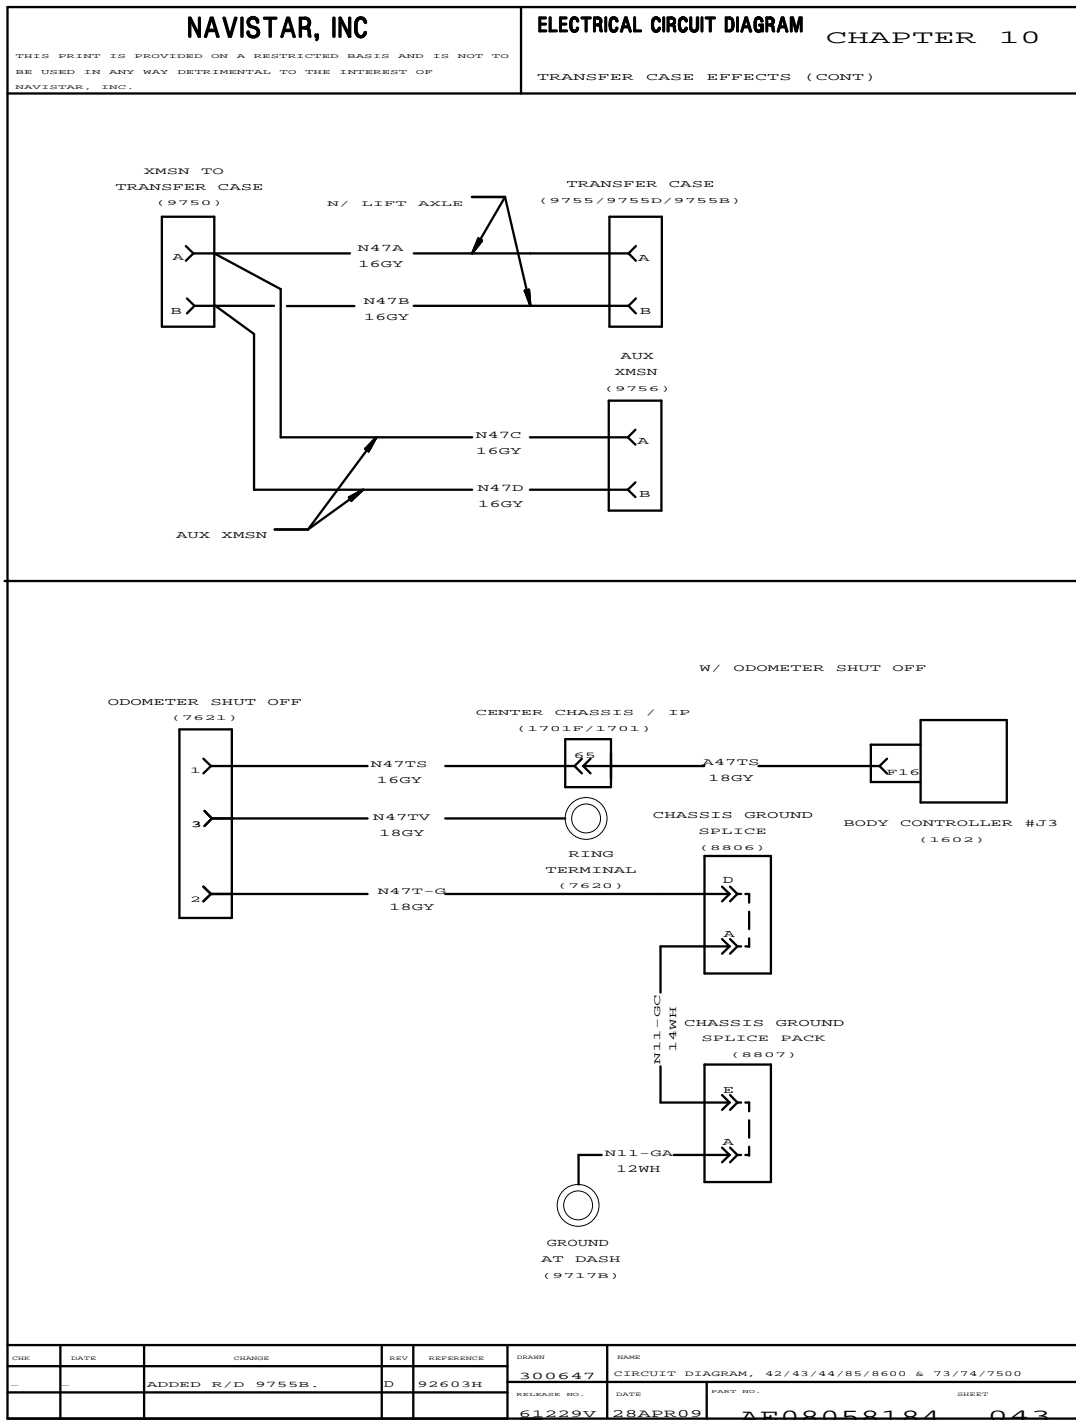 NAVISTAR, INC
THIS PRINT IS PROVIDED ON A RESTRICTED BASIS AND IS NOT TO
BE USED IN ANY WAY DETRIMENTAL TO THE INTEREST OF
NAVISTAR, INC.
ELECTRICAL CIRCUIT DIAGRAM
CHAPTER 10
TRANSFER CASE EFFECTS (CONT)
XMSN TO
TRANSFER CASE
(9750)
N/ LIFT AXLE
TRANSFER CASE
(9755/9755D/9755B)
A
N47A
16GY
A
B
N47B
16GY
B
AUX
XMSN
(9756)
N47C
16GY
A
N47D
16GY
B
AUX XMSN
W/ ODOMETER SHUT OFF
ODOMETER SHUT OFF
(7621)
CENTER CHASSIS / IP
(1701F/1701)
1
N47TS
16GY
65
A47TS
18GY
F16
BODY CONTROLLER #J3
(1602)
3
N47TV
18GY
RING
TERMINAL
(7620)
CHASSIS GROUND
SPLICE
(8806)
2
N47T-G
18GY
D
A
N11-GC
14WH
CHASSIS GROUND
SPLICE PACK
(8807)
E
A
N11-GA
12WH
GROUND
AT DASH
(9717B)
CHK DATE CHANGE REV REFERENCE
- - ADDED R/D 9755B. D 92603H
DRAWN
300647
NAME
CIRCUIT DIAGRAM, 42/43/44/85/8600 & 73/74/7500
RELEASE NO.
61229V
DATE
28APR09
PART NO.
AF08058184
SHEET
043